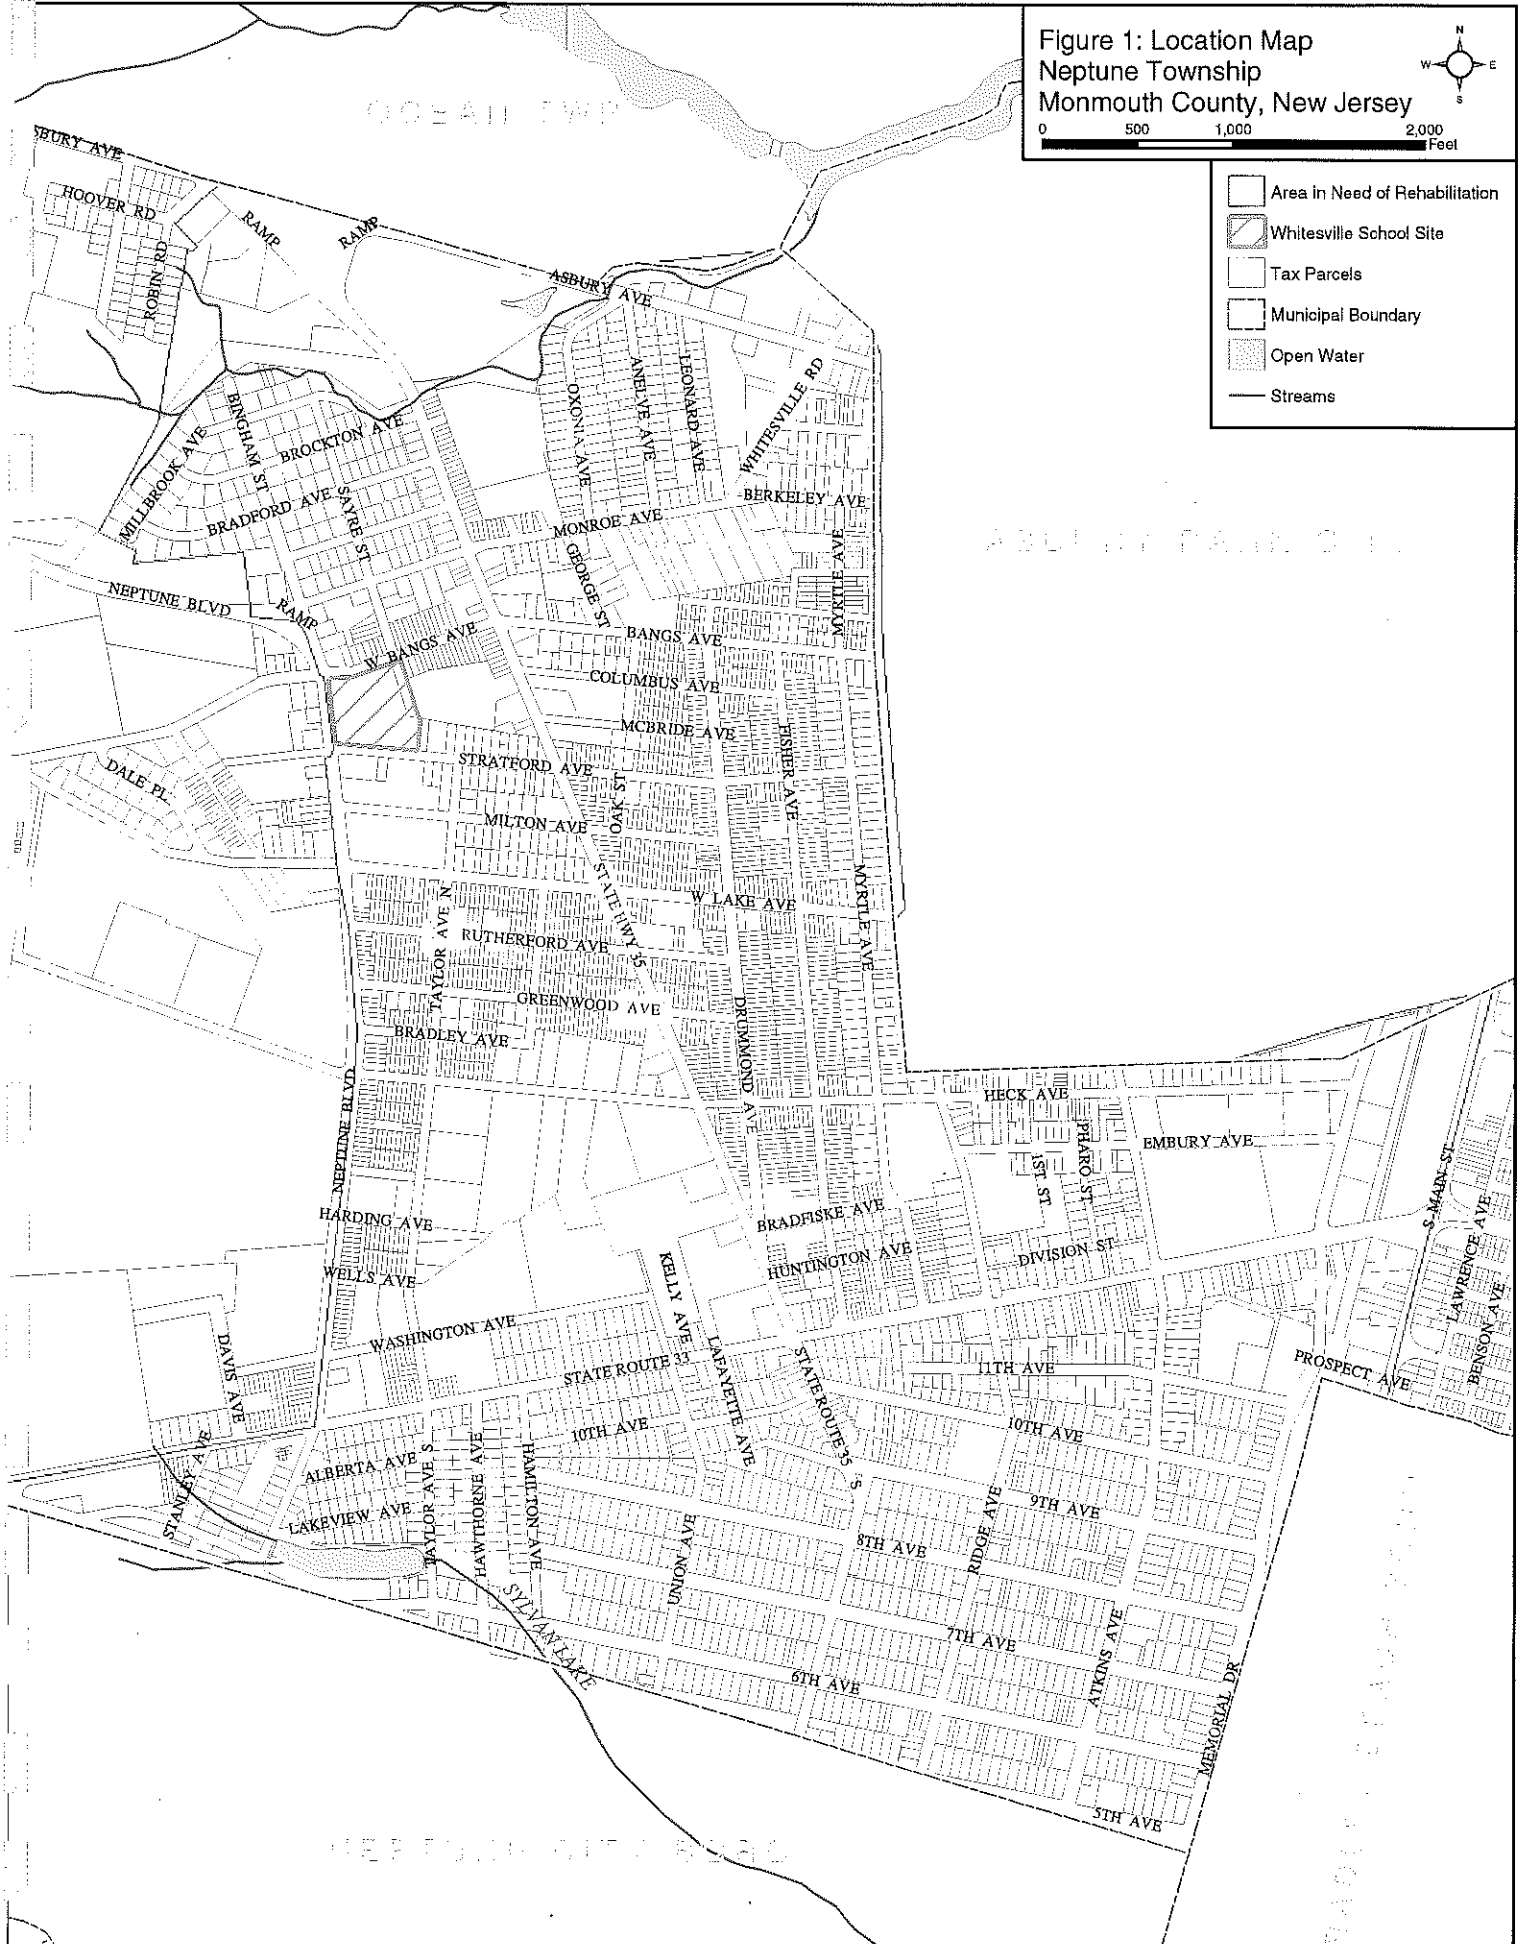 Figure 1: Location Map
Neptune Township
Monmouth County, New Jersey
N
W E
S
0 500 1,000 2,000
Feet
Area in Need of Rehabilitation
Whitesville School Site
Tax Parcels
Municipal Boundary
Open Water
Streams
OCEAN TWP
SBURY AVE
HOOVER RD
RAMP
RAMP
ROBIN RD
ASBURY AVE
ANELVE AVE
LEONARD AVE
OXONIA AVE
WHITESVILLE RD
BINGHAM ST
BROCKTON AVE
MILLBROOK AVE
SAYRE ST
BRADFORD AVE
BERKELEY AVE
MONROE AVE
GEORGE ST
MYRTLE AVE
NEPTUNE BLVD
RAMP
W BANGS AVE
BANGS AVE
COLUMBUS AVE
MCBRIDE AVE
FISHER AVE
STRATFORD AVE
DALE PL
OAK ST
MILTON AVE
STATE HWY 35
W LAKE AVE
MYRTLE AVE
TAYLOR AVE N
RUTHERFORD AVE
GREENWOOD AVE
DRUMMOND AVE
BRADLEY AVE
NEPTUNE BLVD
HECK AVE
PHARO ST
EMBURY AVE
1ST ST
S MAIN ST
LAWRENCE AVE
HARDING AVE
BRADFISKE AVE
HUNTINGTON AVE
DIVISION ST
KELLY AVE
WELLS AVE
BENSON AVE
WASHINGTON AVE
DAVIS AVE
STATE ROUTE 33
LAFAYETTE AVE
STATE ROUTE 35 S
11TH AVE
PROSPECT AVE
10TH AVE
10TH AVE
STANLEY AVE
ALBERTA AVE
TAYLOR AVE S
HAWTHORNE AVE
HAMILTON AVE
LAKEVIEW AVE
9TH AVE
RIDGE AVE
8TH AVE
UNION AVE
SYLVAN LAKE
7TH AVE
ATKINS AVE
6TH AVE
MEMORIAL DR
5TH AVE